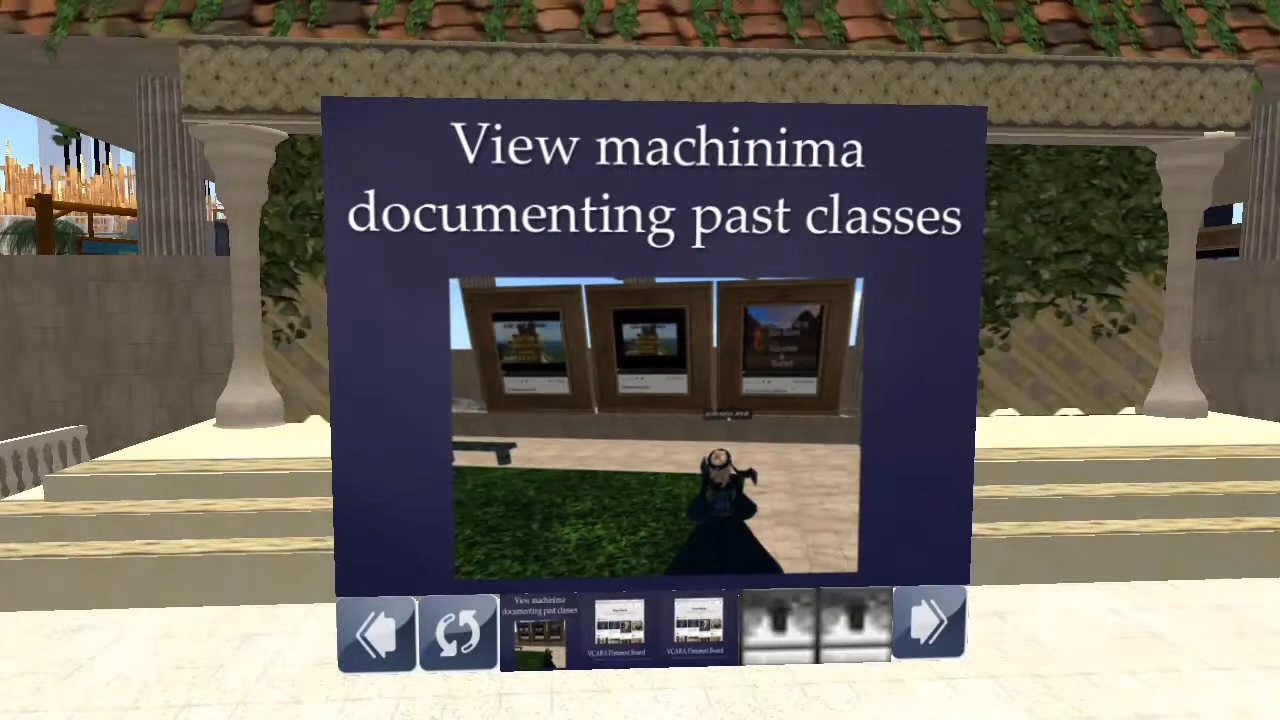 View machinima
documenting past classes
View machinima
documenting past classes
VCARA Pinterest Board
VCARA Pinterest Board